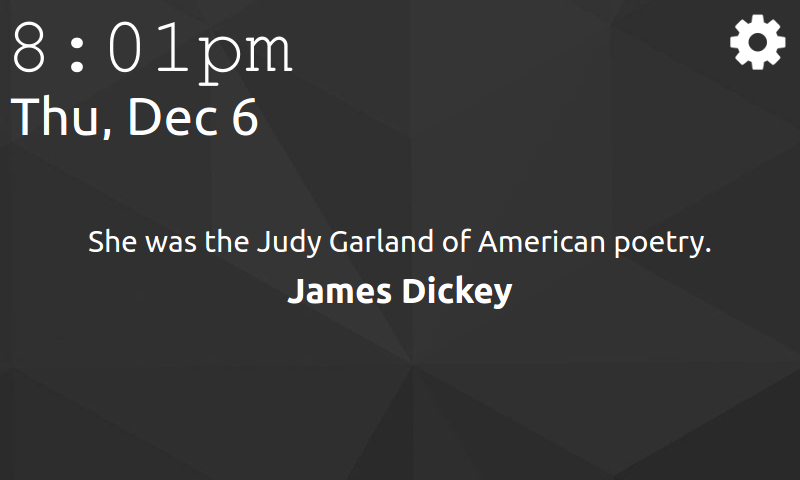 8:01pm
Thu, Dec 6
She was the Judy Garland of American poetry.
James Dickey